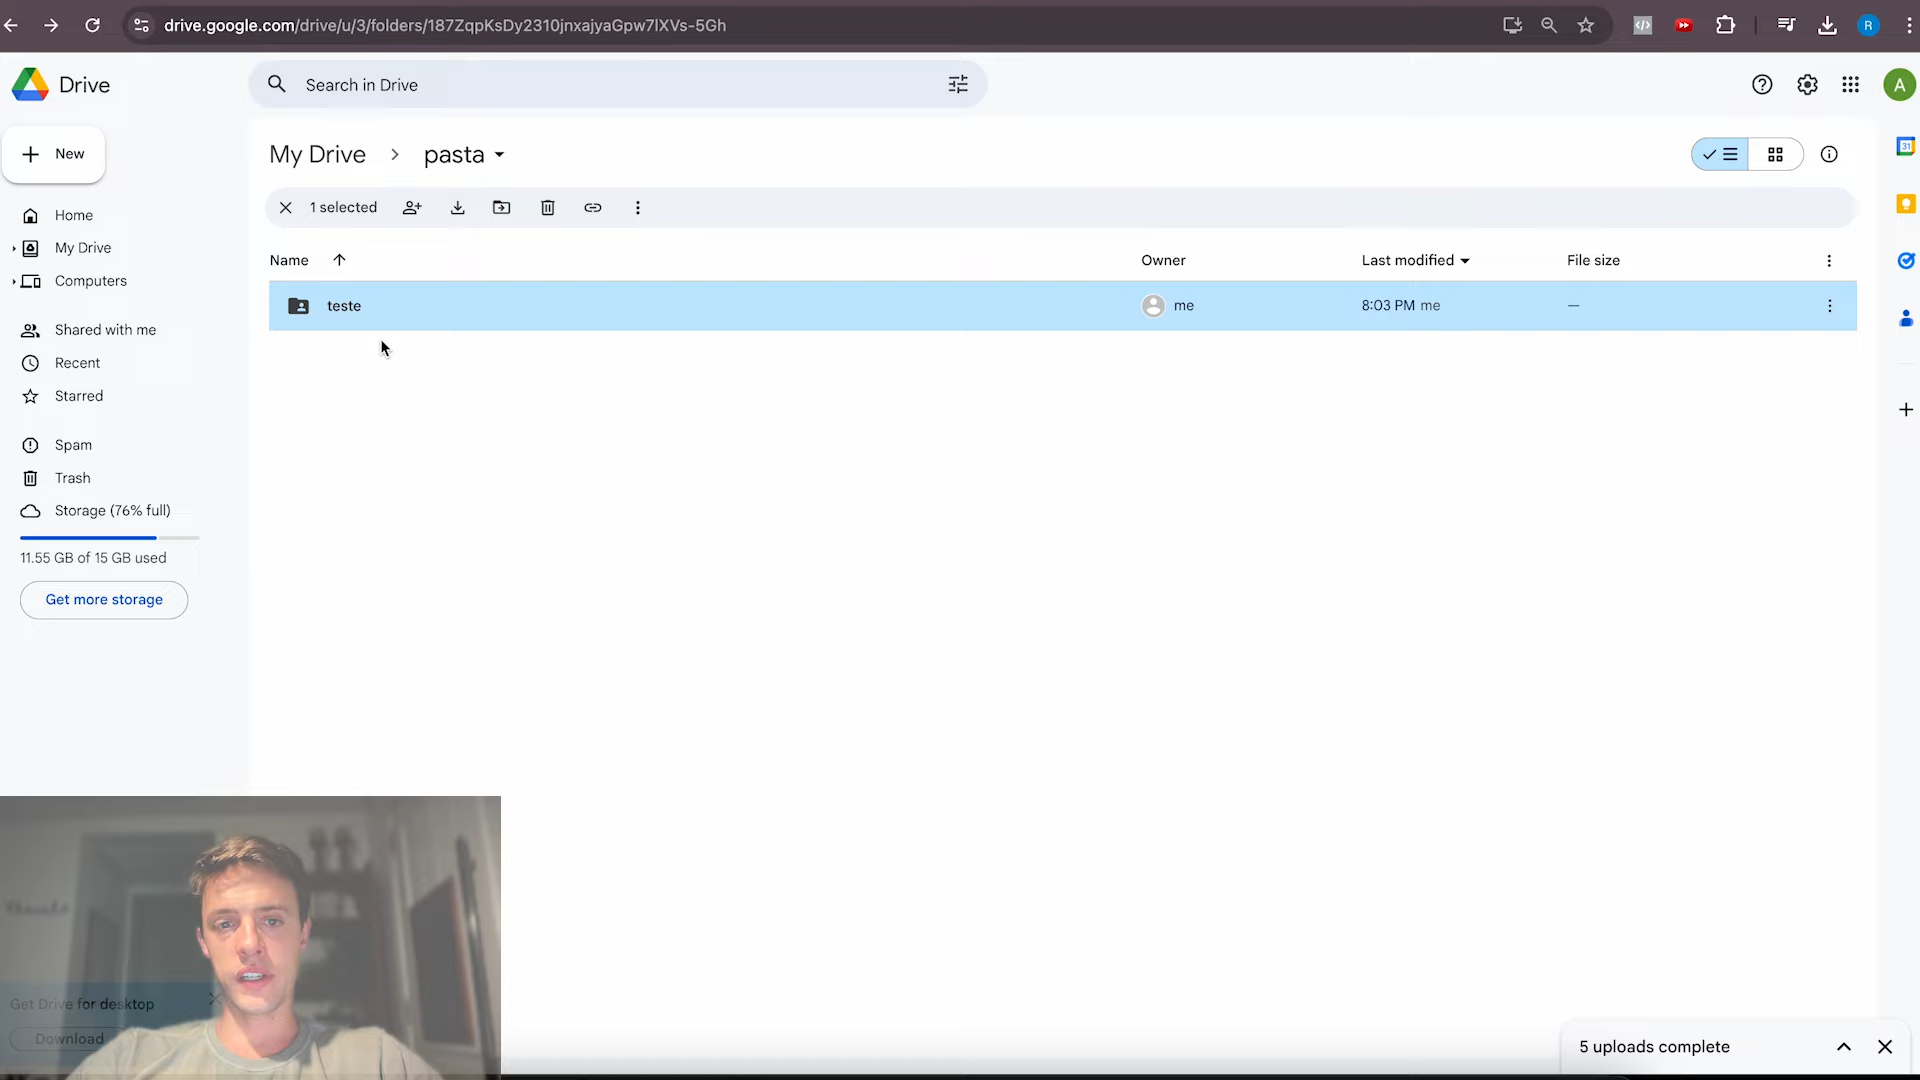 drive.google.com/drive/u/3/folders/187ZqpKsDy2310jnxajyaGpw7lXVs-5Gh
R
Drive
Search in Drive
A
New
My Drive > pasta
31
1 selected
Home
My Drive
Computers
Shared with me
Recent
Starred
Spam
Trash
Storage (76% full)
11.55 GB of 15 GB used
Get more storage
Name Owner Last modified File size
teste me 8:03 PM me —
Get Drive for desktop
Download
5 uploads complete